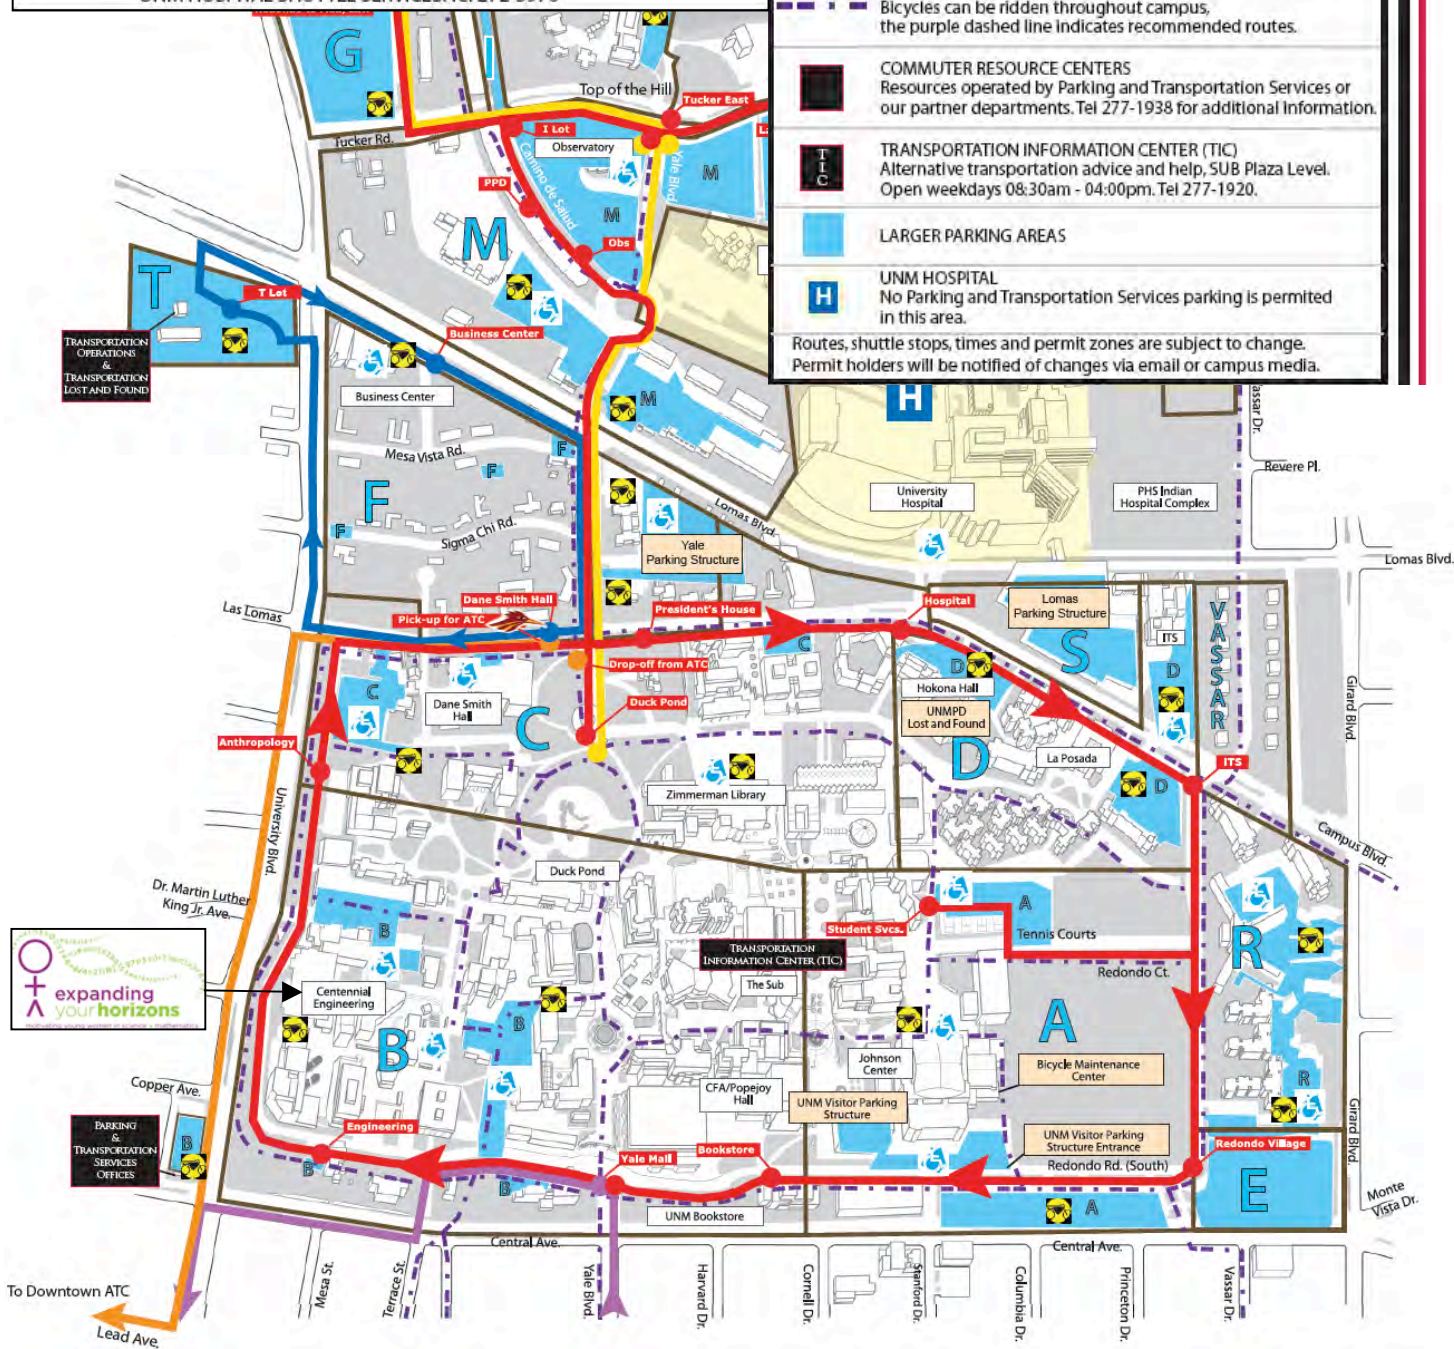 Bicycles can be ridden throughout campus,
the purple dashed line indicates recommended routes.
COMMUTER RESOURCE CENTERS
Resources operated by Parking and Transportation Services or
our partner departments. Tel 277-1938 for additional information.
T
I
C
TRANSPORTATION INFORMATION CENTER (TIC)
Alternative transportation advice and help, SUB Plaza Level.
Open weekdays 08:30am - 04:00pm. Tel 277-1920.
LARGER PARKING AREAS
H
UNM HOSPITAL
No Parking and Transportation Services parking is permited
in this area.
Routes, shuttle stops, times and permit zones are subject to change.
Permit holders will be notified of changes via email or campus media.
G
Top of the Hill
Tucker East
Tucker Rd.
I Lot
Observatory
La
Camino de Salud
Yale Blvd.
M
PPD
M
M
Obs
T
T Lot
TRANSPORTATION
OPERATIONS
&
TRANSPORTATION
LOST AND FOUND
Business Center
Business Center
M
H
Mesa Vista Rd.
F
F
F
F
Sigma Chi Rd.
Lomas Blvd.
University
Hospital
PHS Indian
Hospital Complex
Vassar Dr.
Revere Pl.
Lomas Blvd.
Yale
Parking Structure
Las Lomas
Dane Smith Hall
Pick-up for ATC
President's House
Hospital
Lomas
Parking Structure
ITS
S
D
VASSAR
Girard Blvd.
Drop-off from ATC
C
C
Dane Smith
Hall
C
Duck Pond
D
Hokona Hall
UNMPD
Lost and Found
D
La Posada
D
ITS
Anthropology
University Blvd.
Zimmerman Library
Campus Blvd.
Duck Pond
Dr. Martin Luther
King Jr. Ave.
B
Student Svcs.
A
Tennis Courts
TRANSPORTATION
INFORMATION CENTER (TIC)
The Sub
Redondo Ct.
R
expanding
your horizons
motivating young women in science & mathematics
Centennial
Engineering
B
B
A
Johnson
Center
Bicycle Maintenance
Center
R
Copper Ave.
CFA/Popejoy
Hall
UNM Visitor Parking
Structure
PARKING
&
TRANSPORTATION
SERVICES
OFFICES
B
Engineering
B
B
Yale Mall
Bookstore
UNM Visitor Parking
Structure Entrance
Redondo Rd. (South)
Redondo Village
Girard Blvd.
E
A
UNM Bookstore
Monte
Vista Dr.
Central Ave.
Central Ave.
To Downtown ATC
Lead Ave.
Mesa St.
Terrace St.
Yale Blvd.
Harvard Dr.
Cornell Dr.
Stanford Dr.
Columbia Dr.
Princeton Dr.
Vassar Dr.